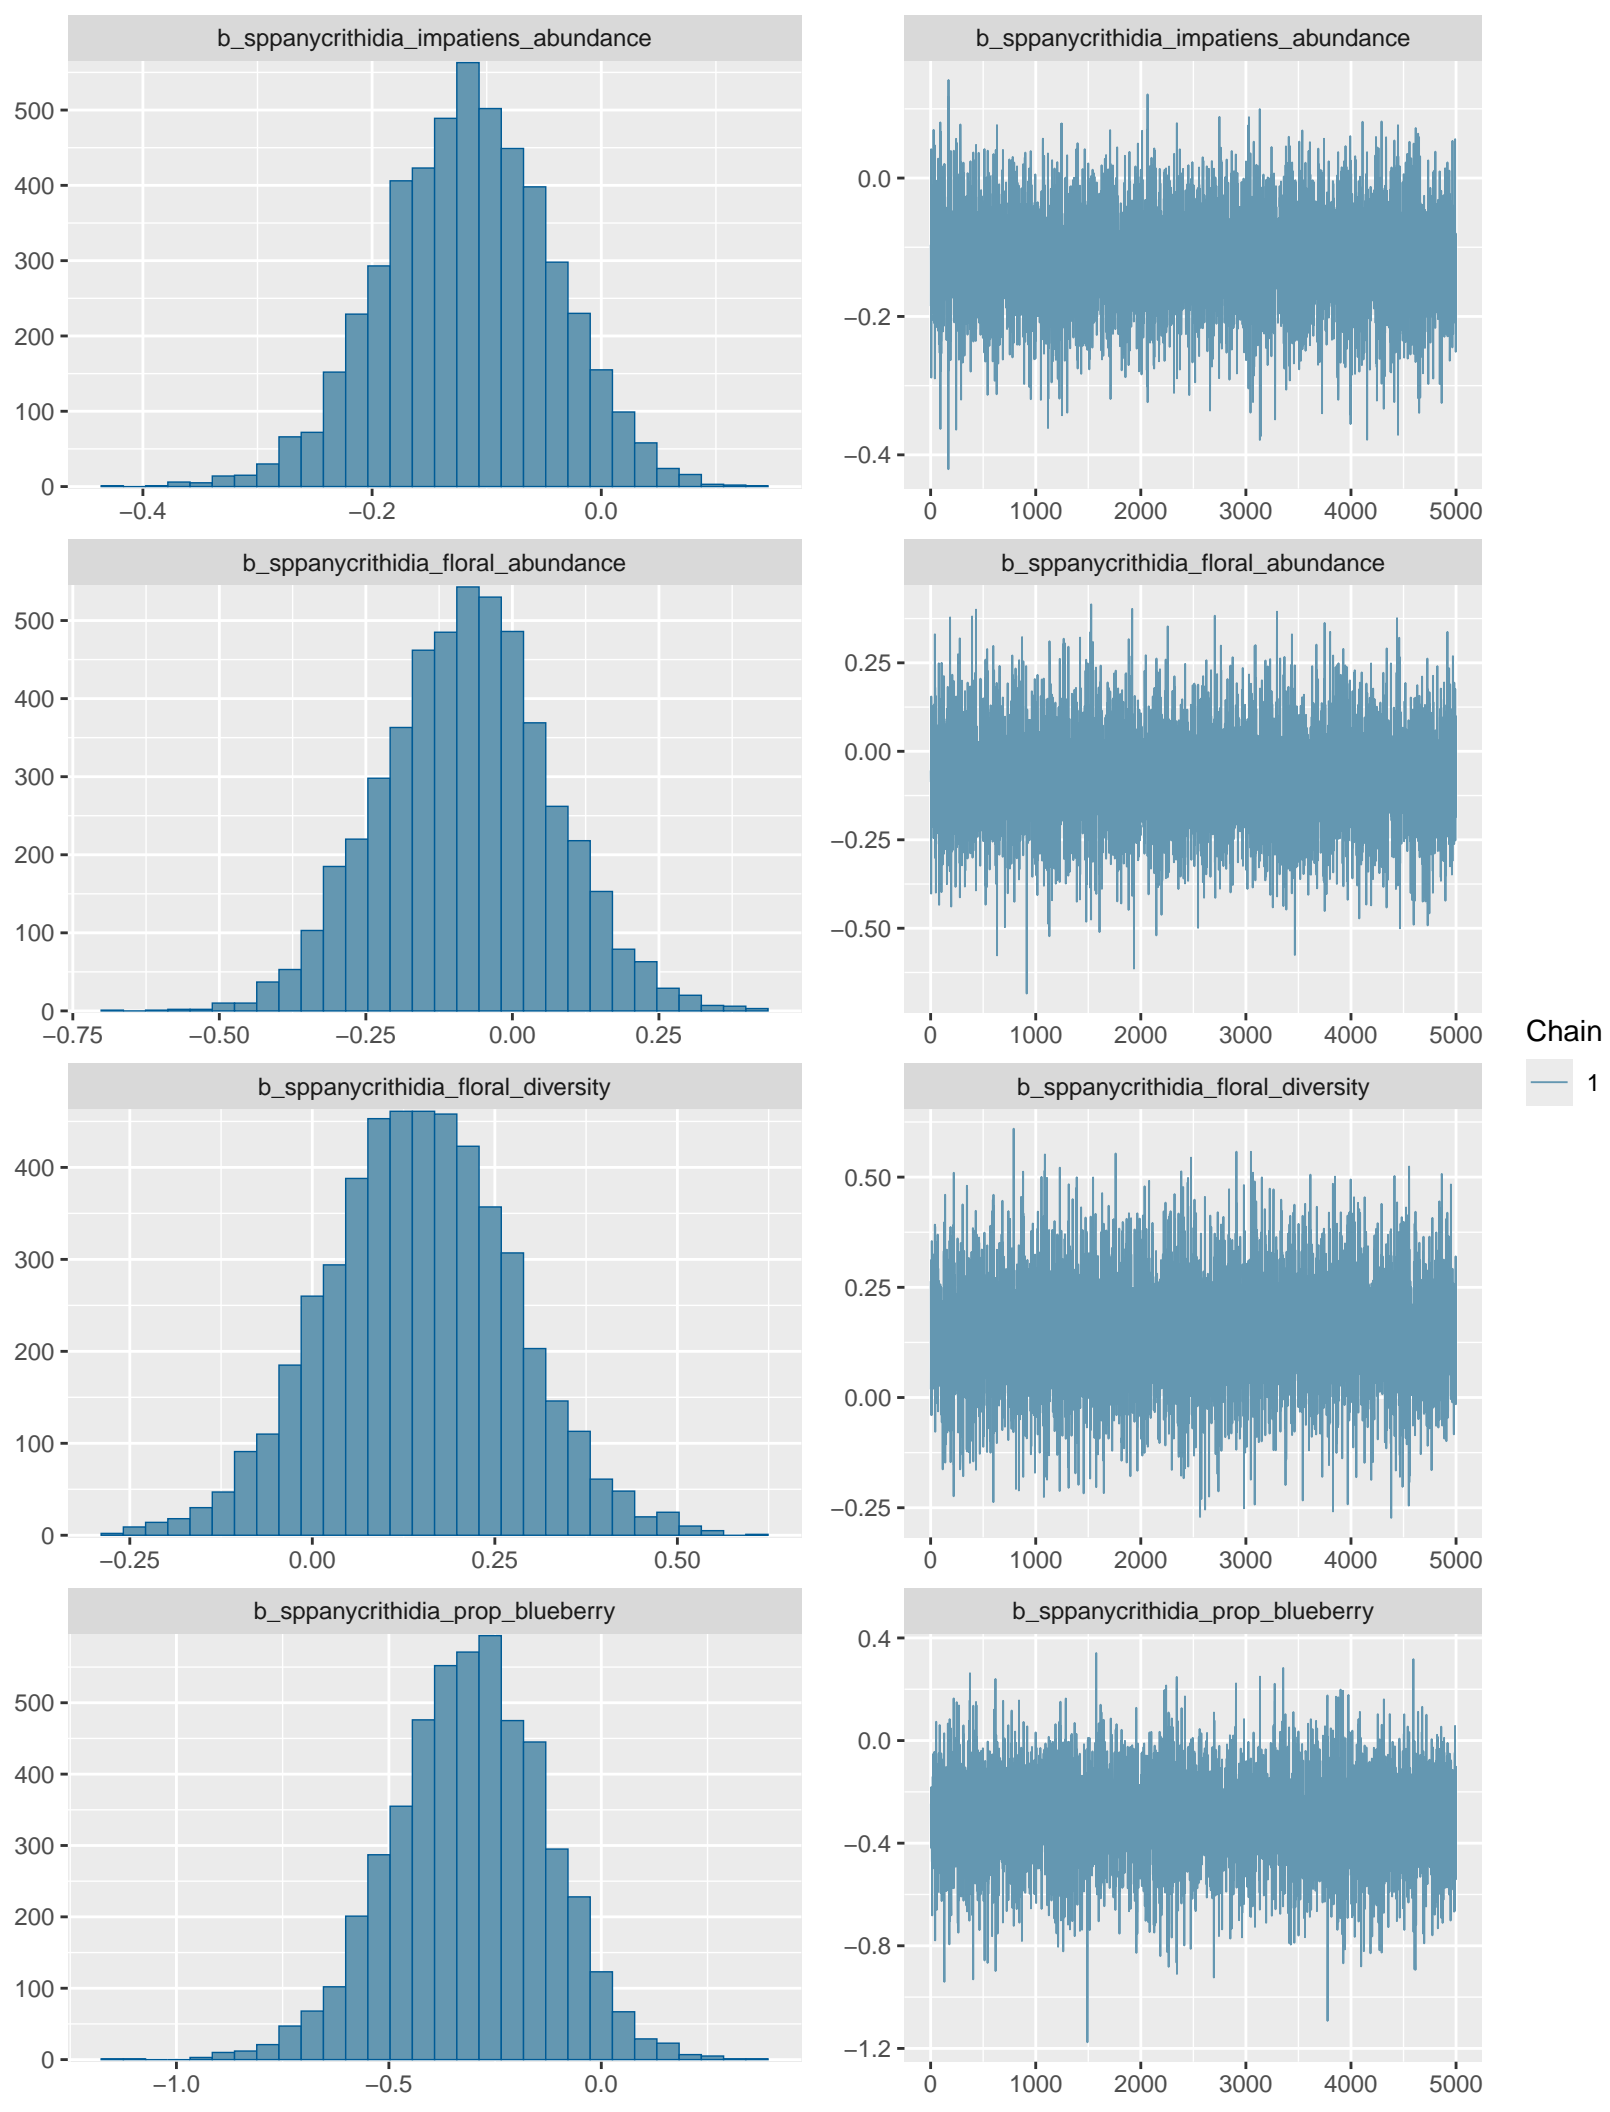 b_sppanycrithidia_impatiens_abundance
b_sppanycrithidia_impatiens_abundance
500
400
300
200
100
0
−0.4 −0.2 0.0
0.0
−0.2
−0.4
0 1000 2000 3000 4000 5000
b_sppanycrithidia_floral_abundance
b_sppanycrithidia_floral_abundance
500
400
300
200
100
0
−0.75 −0.50 −0.25 0.00 0.25
0.25
0.00
−0.25
−0.50
0 1000 2000 3000 4000 5000
Chain
1
b_sppanycrithidia_floral_diversity
b_sppanycrithidia_floral_diversity
400
300
200
100
0
−0.25 0.00 0.25 0.50
0.50
0.25
0.00
−0.25
0 1000 2000 3000 4000 5000
b_sppanycrithidia_prop_blueberry
b_sppanycrithidia_prop_blueberry
500
400
300
200
100
0
−1.0 −0.5 0.0
0.4
0.0
−0.4
−0.8
−1.2
0 1000 2000 3000 4000 5000